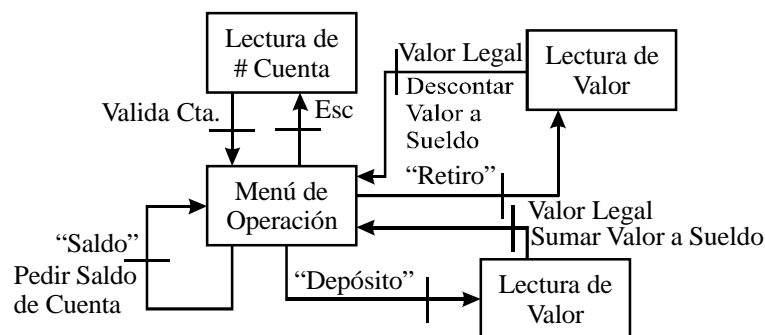 Lectura de
# Cuenta
Valor Legal
Descontar
Valor a
Sueldo
Lectura de
Valor
Valida Cta.
Esc
Menú de
Operación
“Retiro”
Valor Legal
Sumar Valor a Sueldo
“Saldo”
Pedir Saldo
de Cuenta
“Depósito”
Lectura de
Valor